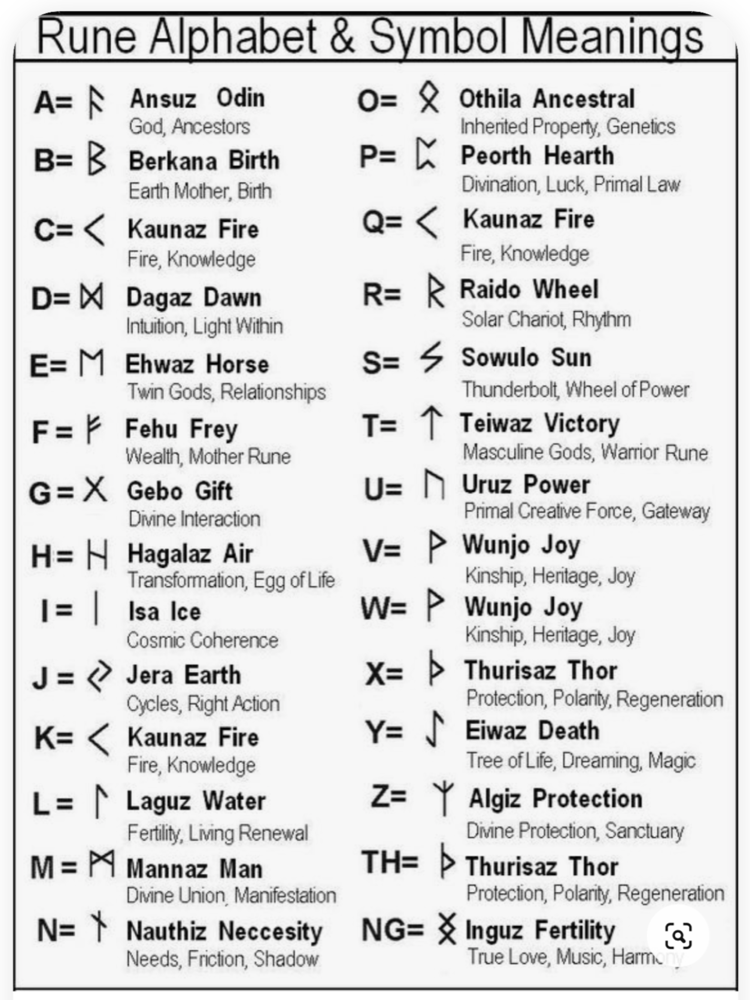 Rune Alphabet & Symbol Meanings
A= ᚨ Ansuz Odin
God, Ancestors
B= ᛒ Berkana Birth
Earth Mother, Birth
C= ᚲ Kaunaz Fire
Fire, Knowledge
D= ᛞ Dagaz Dawn
Intuition, Light Within
E= ᛖ Ehwaz Horse
Twin Gods, Relationships
F = ᚠ Fehu Frey
Wealth, Mother Rune
G = ᚷ Gebo Gift
Divine Interaction
H = ᚺ Hagalaz Air
Transformation, Egg of Life
I = ᛁ Isa Ice
Cosmic Coherence
J = ᛃ Jera Earth
Cycles, Right Action
K= ᚲ Kaunaz Fire
Fire, Knowledge
L = ᛚ Laguz Water
Fertility, Living Renewal
M = ᛗ Mannaz Man
Divine Union, Manifestation
N= ᚾ Nauthiz Neccesity
Needs, Friction, Shadow
O= ᛟ Othila Ancestral
Inherited Property, Genetics
P= ᛈ Peorth Hearth
Divination, Luck, Primal Law
Q= ᚲ Kaunaz Fire
Fire, Knowledge
R= ᚱ Raido Wheel
Solar Chariot, Rhythm
S= ᛊ Sowulo Sun
Thunderbolt, Wheel of Power
T= ᛏ Teiwaz Victory
Masculine Gods, Warrior Rune
U= ᚢ Uruz Power
Primal Creative Force, Gateway
V= ᚹ Wunjo Joy
Kinship, Heritage, Joy
W= ᚹ Wunjo Joy
Kinship, Heritage, Joy
X= ᚦ Thurisaz Thor
Protection, Polarity, Regeneration
Y= ᛇ Eiwaz Death
Tree of Life, Dreaming, Magic
Z= ᛉ Algiz Protection
Divine Protection, Sanctuary
TH= ᚦ Thurisaz Thor
Protection, Polarity, Regeneration
NG= ᛝ Inguz Fertility
True Love, Music, Harmony